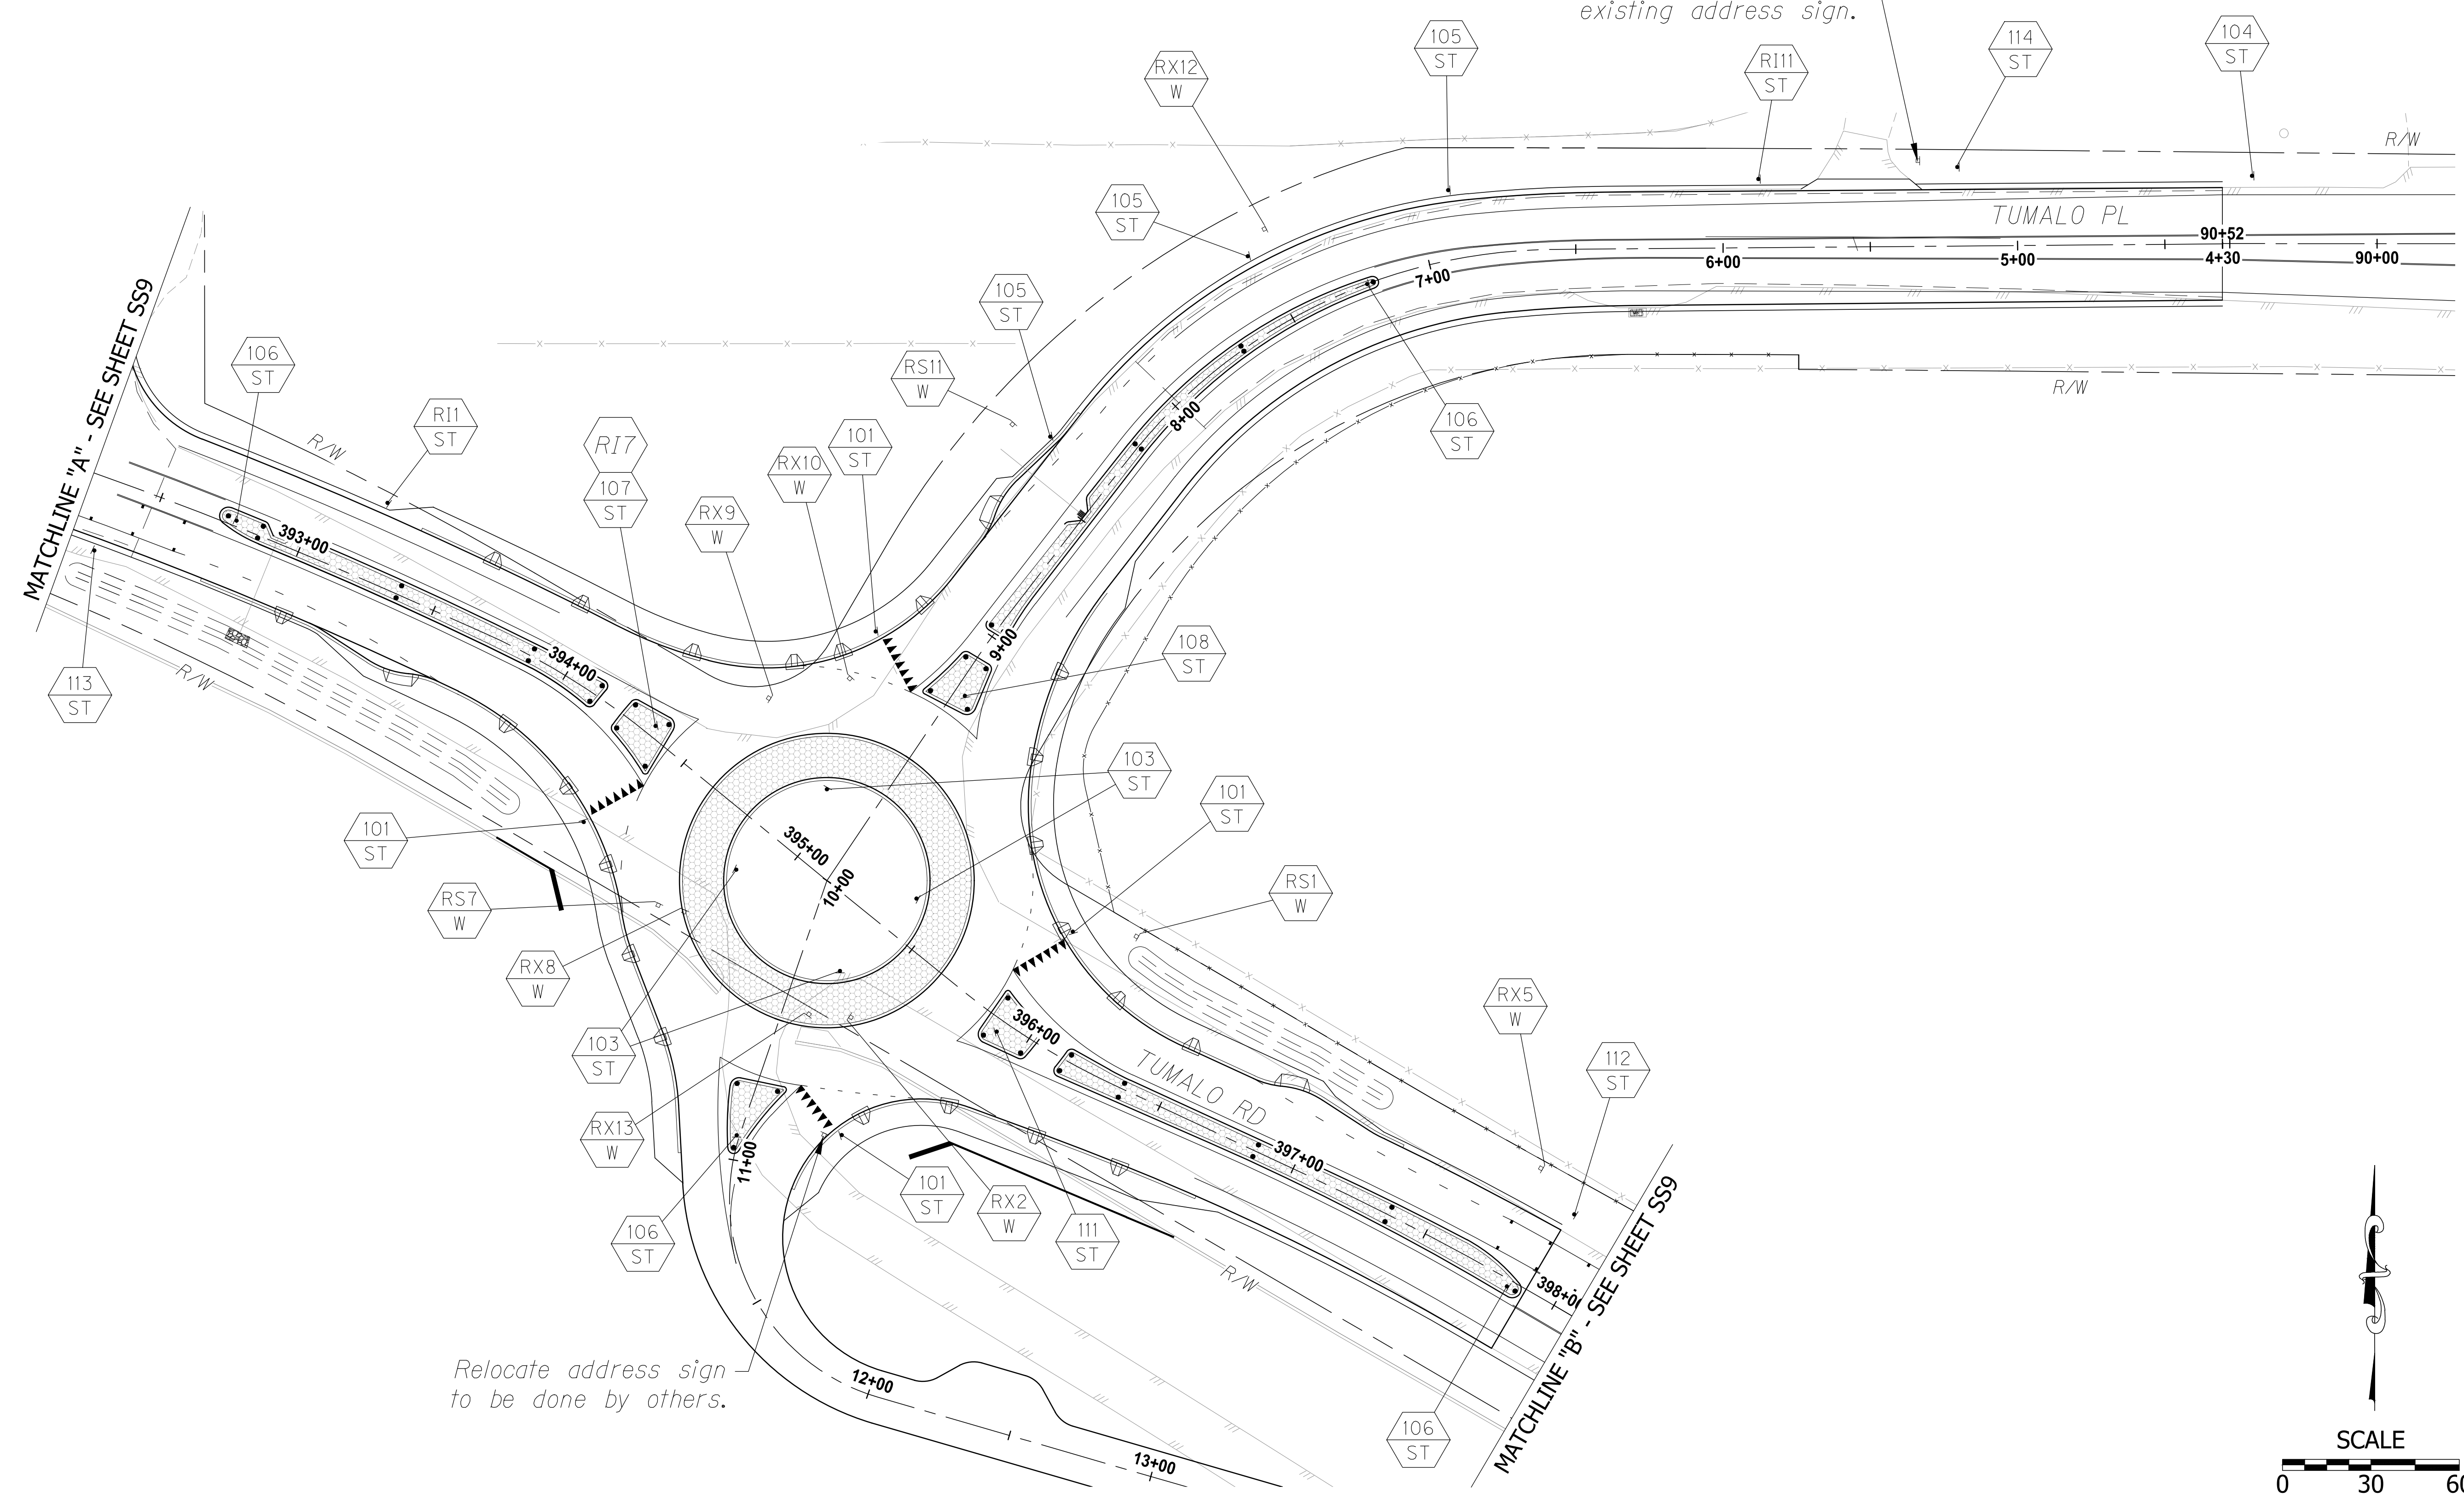 existing address sign.
105
ST
RX12
W
RI11
ST
114
ST
104
ST
R/W
105
ST
TUMALO PL
90+52
6+00
5+00
4+30
90+00
7+00
105
ST
RS11
W
106
ST
RI1
ST
R/W
RI7
107
ST
RX10
W
101
ST
RX9
W
8+00
106
ST
R/W
MATCHLINE "A" - SEE SHEET SS9
393+00
394+00
9+00
108
ST
113
ST
R/W
103
ST
101
ST
101
ST
395+00
10+00
RS7
W
RS1
W
RX8
W
RX5
W
103
ST
396+00
TUMALO RD
112
ST
RX13
W
11+00
101
ST
RX2
W
111
ST
397+00
106
ST
R/W
398+0
MATCHLINE "B" - SEE SHEET SS9
Relocate address sign
to be done by others.
12+00
13+00
106
ST
SCALE
0
30
60